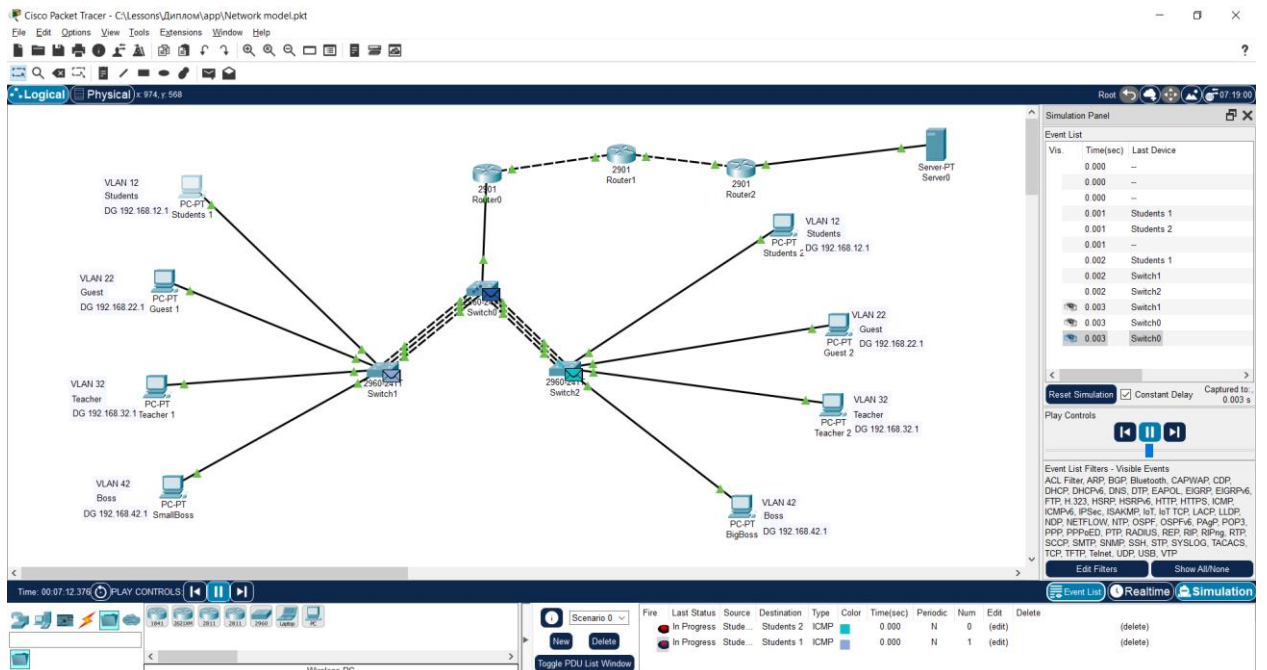 Cisco Packet Tracer - C:\Lessons\Диплом\app\Network model.pkt
File Edit Options View Tools Extensions Window Help
?
Logical Physical x: 974, y: 568
Root 07:19:00
VLAN 12
Students
DG 192.168.12.1
PC-PT
Students 1
VLAN 22
Guest
DG 192.168.22.1
PC-PT
Guest 1
VLAN 32
Teacher
DG 192.168.32.1
PC-PT
Teacher 1
VLAN 42
Boss
DG 192.168.42.1
PC-PT
SmallBoss
2901
Router0
2901
Router1
2901
Router2
Server-PT
Server0
Switch0
Switch1
Switch2
VLAN 12
Students
DG 192.168.12.1
PC-PT
Students 2
VLAN 22
Guest
DG 192.168.22.1
PC-PT
Guest 2
VLAN 32
Teacher
DG 192.168.32.1
PC-PT
Teacher 2
VLAN 42
Boss
DG 192.168.42.1
PC-PT
BigBoss
Simulation Panel
Event List
Vis. Time(sec) Last Device
0.000 --
0.000 --
0.000 --
0.001 Students 1
0.001 Students 2
0.001 --
0.002 Students 1
0.002 Switch1
0.002 Switch2
0.003 Switch1
0.003 Switch0
0.003 Switch0
Reset Simulation Constant Delay Captured to:
0.003 s
Play Controls
Event List Filters - Visible Events
ACL Filter, ARP, BGP, Bluetooth, CAPWAP, CDP,
DHCP, DHCPv6, DNS, DTP, EAPOL, EIGRP, EIGRPv6,
FTP, H.323, HSRP, HSRPv6, HTTP, HTTPS, ICMP,
ICMPv6, IPSec, ISAKMP, IoT, IoT TCP, LACP, LLDP,
NDP, NETFLOW, NTP, OSPF, OSPFv6, PAgP, POP3,
PPP, PPPoED, PTP, RADIUS, REP, RIP, RIPng, RTP,
SCCP, SMTP, SNMP, SSH, STP, SYSLOG, TACACS,
TCP, TFTP, Telnet, UDP, USB, VTP
Edit Filters Show All/None
Time: 00:07:12.376 PLAY CONTROLS:
Event List Realtime Simulation
1841 2811 2811 2960 Laptop PC
Scenario 0
New Delete
Toggle PDU List Window
Fire Last Status Source Destination Type Color Time(sec) Periodic Num Edit Delete
In Progress Stude... Students 2 ICMP 0.000 N 0 (edit) (delete)
In Progress Stude... Students 1 ICMP 0.000 N 1 (edit) (delete)